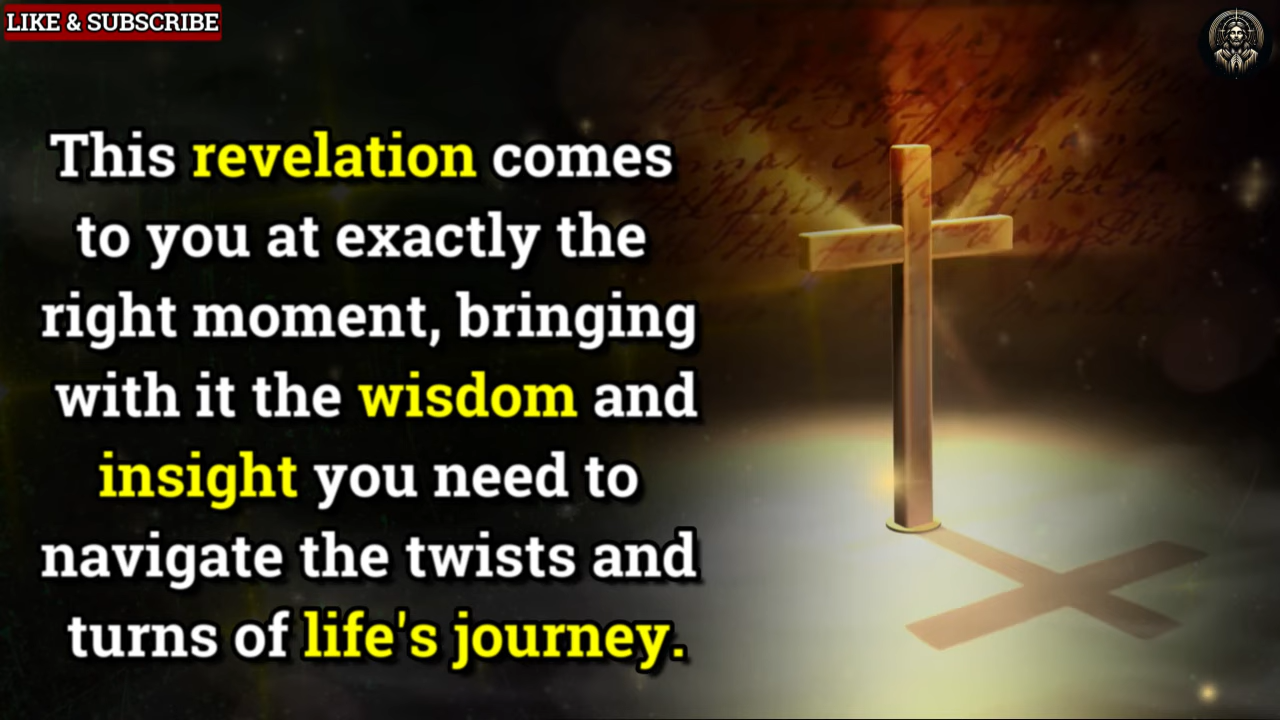 LIKE & SUBSCRIBE
This revelation comes
to you at exactly the
right moment, bringing
with it the wisdom and
insight you need to
navigate the twists and
turns of life's journey.